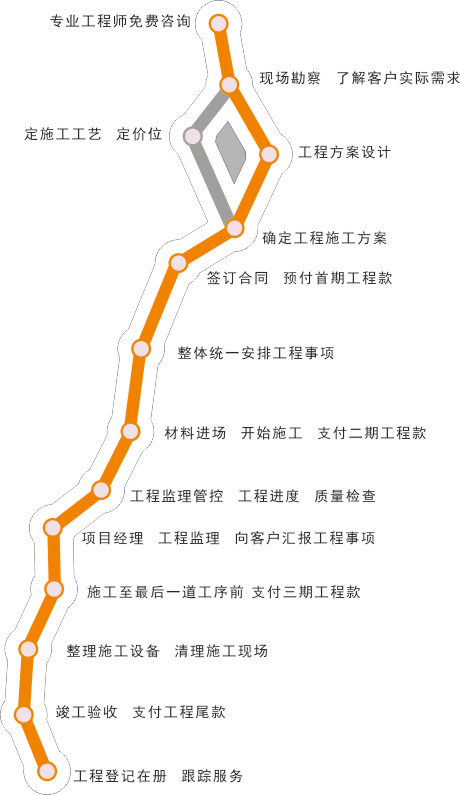 专业工程师免费咨询
现场勘察 了解客户实际需求
定施工工艺 定价位
工程方案设计
确定工程施工方案
签订合同 预付首期工程款
整体统一安排工程事项
材料进场 开始施工 支付二期工程款
工程监理管控 工程进度 质量检查
项目经理 工程监理 向客户汇报工程事项
施工至最后一道工序前 支付三期工程款
整理施工设备 清理施工现场
竣工验收 支付工程尾款
工程登记在册 跟踪服务